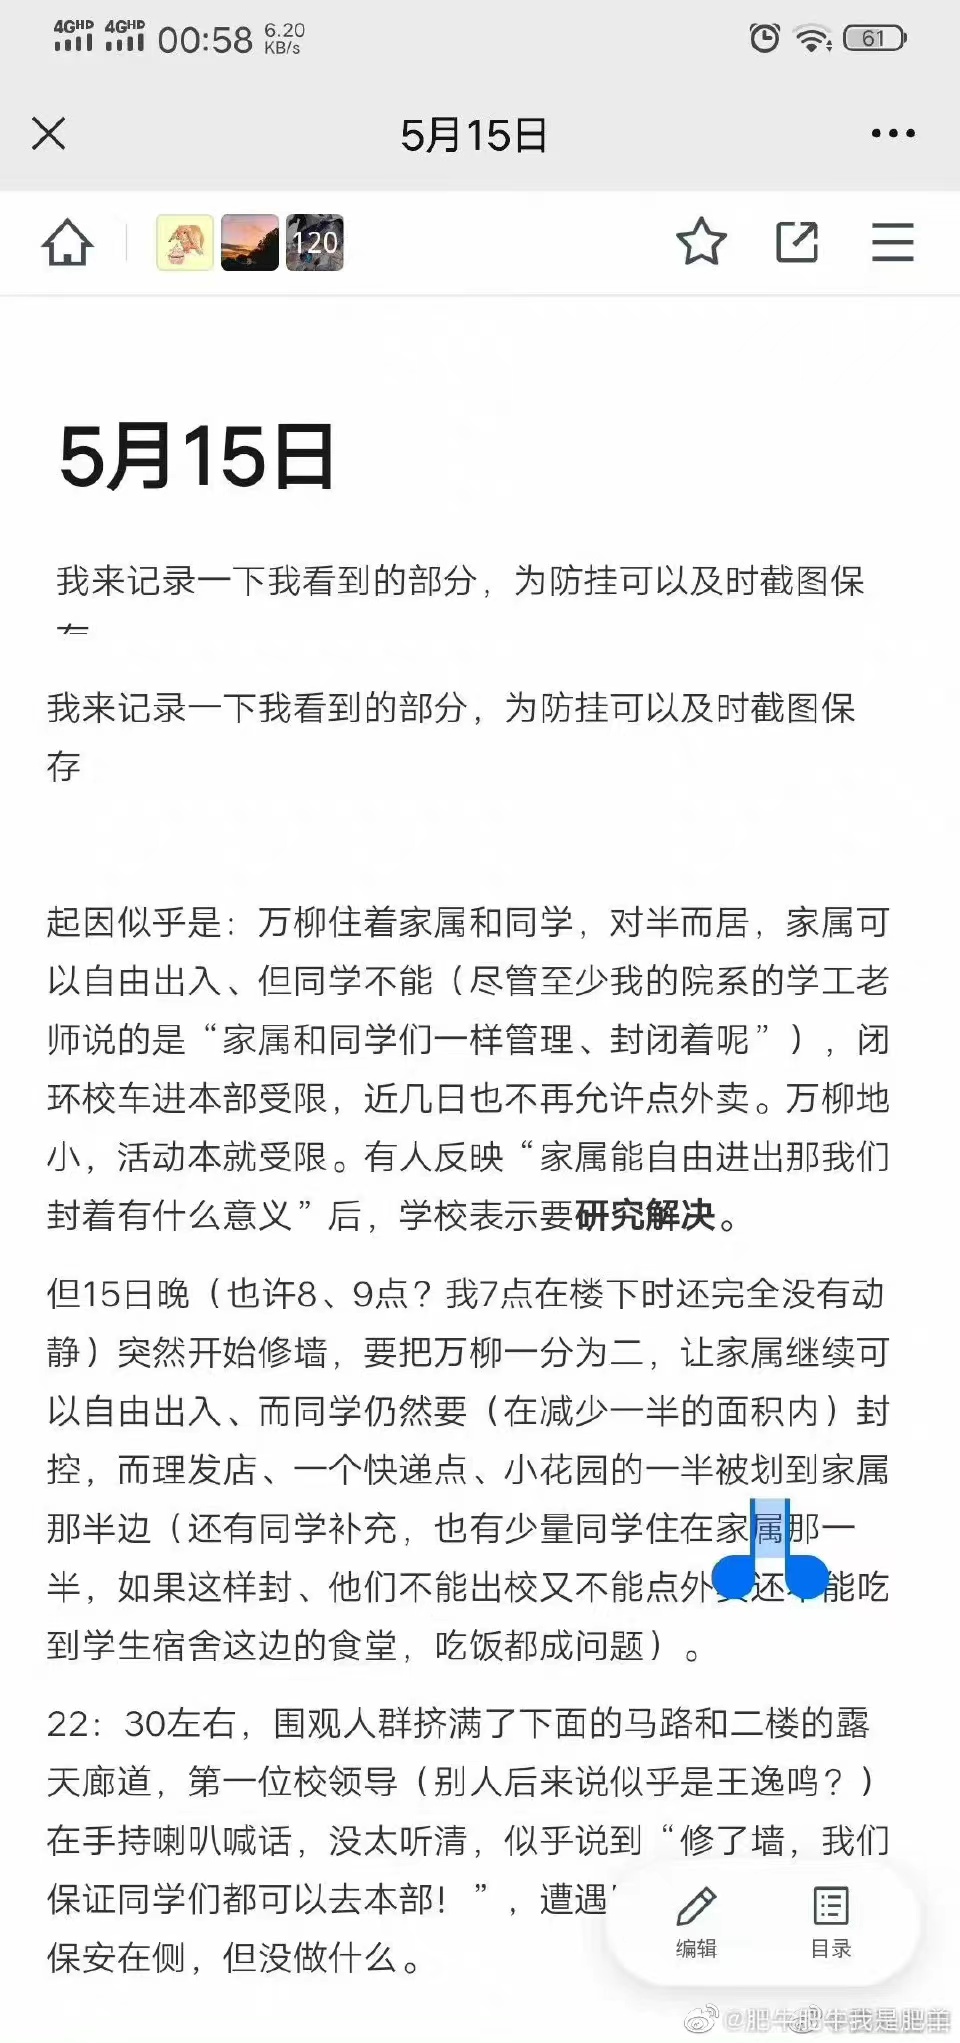 4GHD 4GHD 00:58 6.20 KB/s 61
5月15日
120
5月15日
我来记录一下我看到的部分，为防挂可以及时截图保
我来记录一下我看到的部分，为防挂可以及时截图保
存
起因似乎是：万柳住着家属和同学，对半而居，家属可
以自由出入、但同学不能（尽管至少我的院系的学工老
师说的是“家属和同学们一样管理、封闭着呢”），闭
环校车进本部受限，近几日也不再允许点外卖。万柳地
小，活动本就受限。有人反映“家属能自由进出那我们
封着有什么意义”后，学校表示要研究解决。
但15日晚（也许8、9点？我7点在楼下时还完全没有动
静）突然开始修墙，要把万柳一分为二，让家属继续可
以自由出入、而同学仍然要（在减少一半的面积内）封
控，而理发店、一个快递点、小花园的一半被划到家属
那半边（还有同学补充，也有少量同学住在家属那一
半，如果这样封、他们不能出校又不能点外还能吃
到学生宿舍这边的食堂，吃饭都成问题）。
22：30左右，围观人群挤满了下面的马路和二楼的露
天廊道，第一位校领导（别人后来说似乎是王逸鸣？）
在手持喇叭喊话，没太听清，似乎说到“修了墙，我们
保证同学们都可以去本部！”，遭遇
保安在侧，但没做什么。
编辑 目录
@肥牛肥牛我是肥